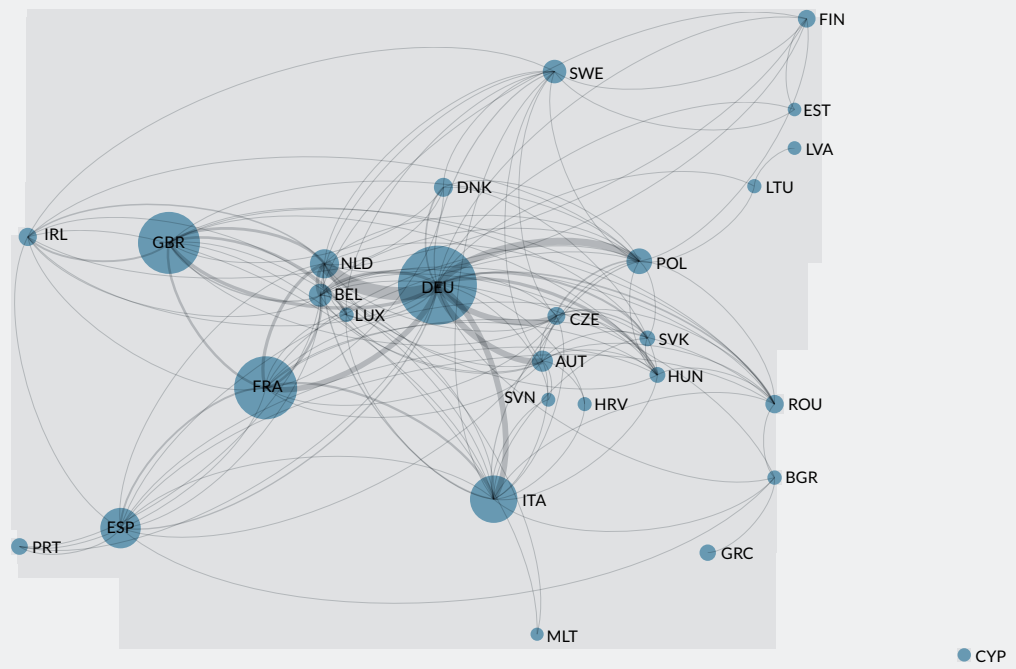 FIN
SWE
EST
LVA
DNK
LTU
IRL
GBR
NLD
POL
DEU
BEL
LUX
CZE
SVK
AUT
HUN
FRA
SVN
HRV
ROU
BGR
ITA
ESP
PRT
GRC
MLT
CYP